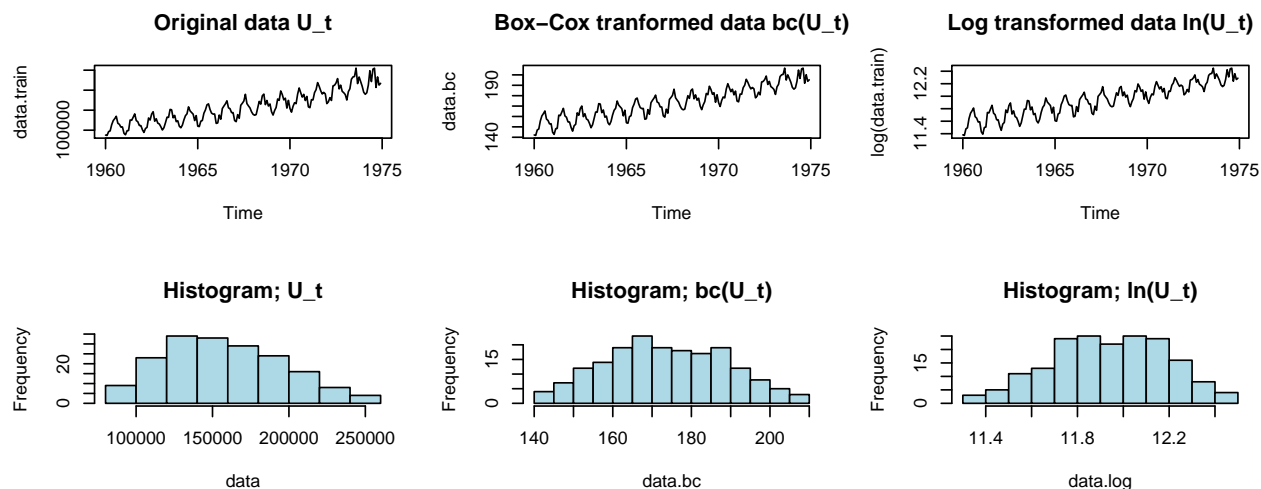 Original data U_t
data.train
100000
1960 1965 1970 1975
Time
Box−Cox tranformed data bc(U_t)
data.bc
140 190
1960 1965 1970 1975
Time
Log transformed data ln(U_t)
log(data.train)
11.4 12.2
1960 1965 1970 1975
Time
Histogram; U_t
Frequency
0 20
100000 150000 200000 250000
data
Histogram; bc(U_t)
Frequency
0 15
140 160 180 200
data.bc
Histogram; ln(U_t)
Frequency
0 15
11.4 11.8 12.2
data.log